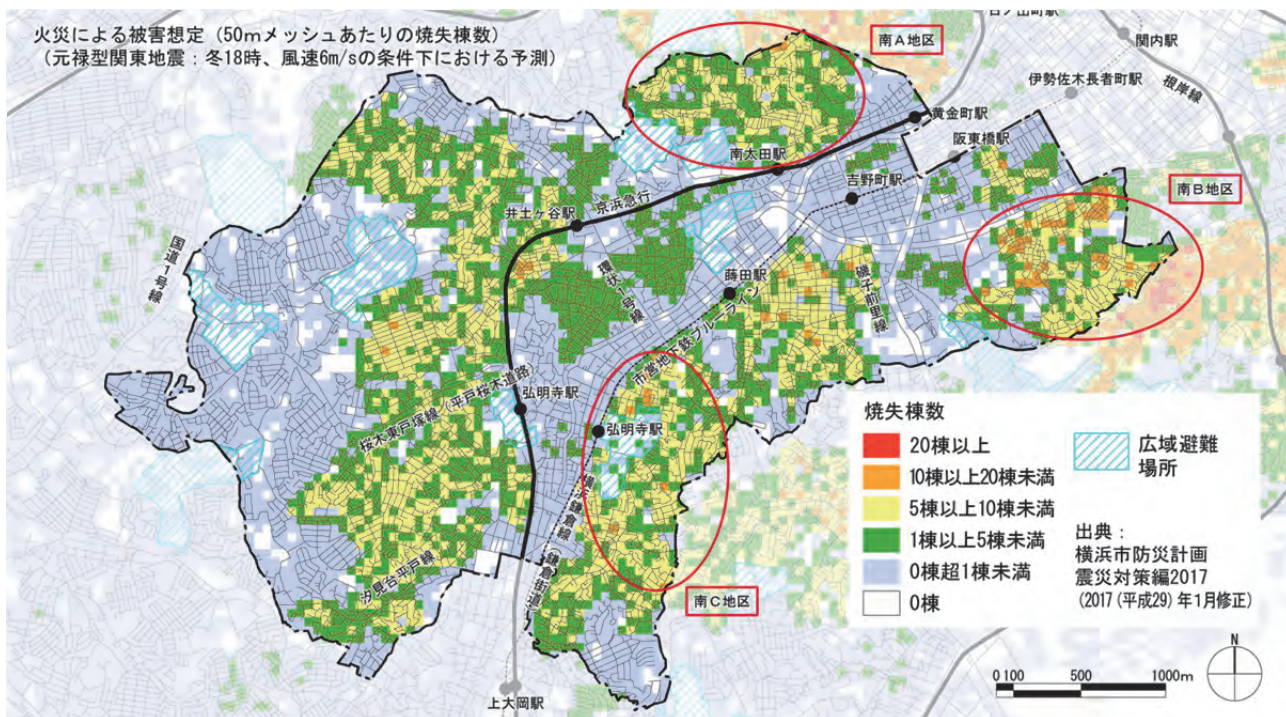 火災による被害想定（50mメッシュあたりの焼失棟数）
（元禄型関東地震：冬18時、風速6m/sの条件下における予測）
日ノ出町駅
関内駅
伊勢佐木長者町駅
根岸線
南A地区
黄金町駅
阪東橋駅
南太田駅
吉野町駅
南B地区
京浜急行
井土ヶ谷駅
国道1号線
環状1号線
蒔田駅
磯子前里線
市営地下鉄ブルーライン
桜木東戸塚線（平戸桜木道路）
弘明寺駅
弘明寺駅
横浜鎌倉線（鎌倉街道）
汐見台平戸線
南C地区
上大岡駅
焼失棟数
20棟以上
10棟以上20棟未満
5棟以上10棟未満
1棟以上5棟未満
0棟超1棟未満
0棟
広域避難
場所
出典：
横浜市防災計画
震災対策編2017
（2017（平成29）年1月修正）
N
0 100 500 1000m